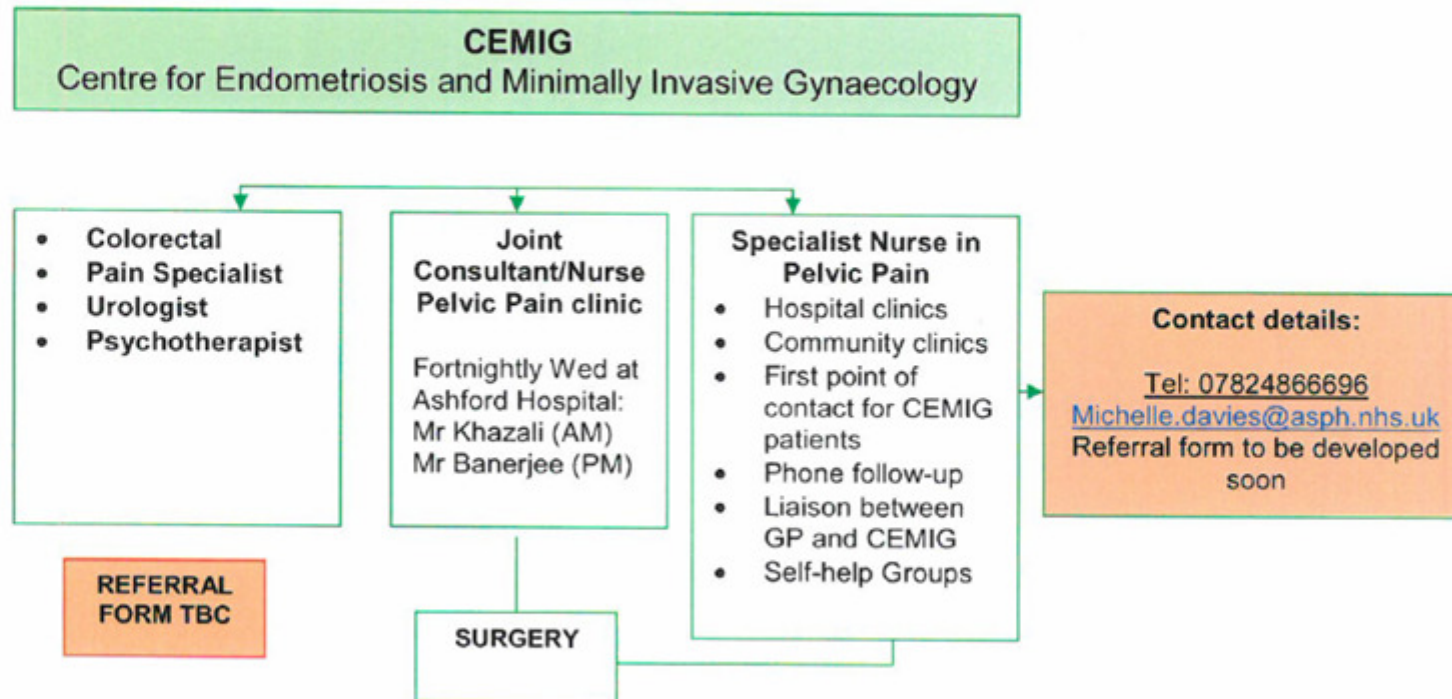 CEMIG
Centre for Endometriosis and Minimally Invasive Gynaecology
• Colorectal
• Pain Specialist
• Urologist
• Psychotherapist
Joint
Consultant/Nurse
Pelvic Pain clinic
Fortnightly Wed at
Ashford Hospital:
Mr Khazali (AM)
Mr Banerjee (PM)
Specialist Nurse in
Pelvic Pain
• Hospital clinics
• Community clinics
• First point of
contact for CEMIG
patients
• Phone follow-up
• Liaison between
GP and CEMIG
• Self-help Groups
Contact details:
Tel: 07824866696
Michelle.davies@asph.nhs.uk
Referral form to be developed
soon
REFERRAL
FORM TBC
SURGERY